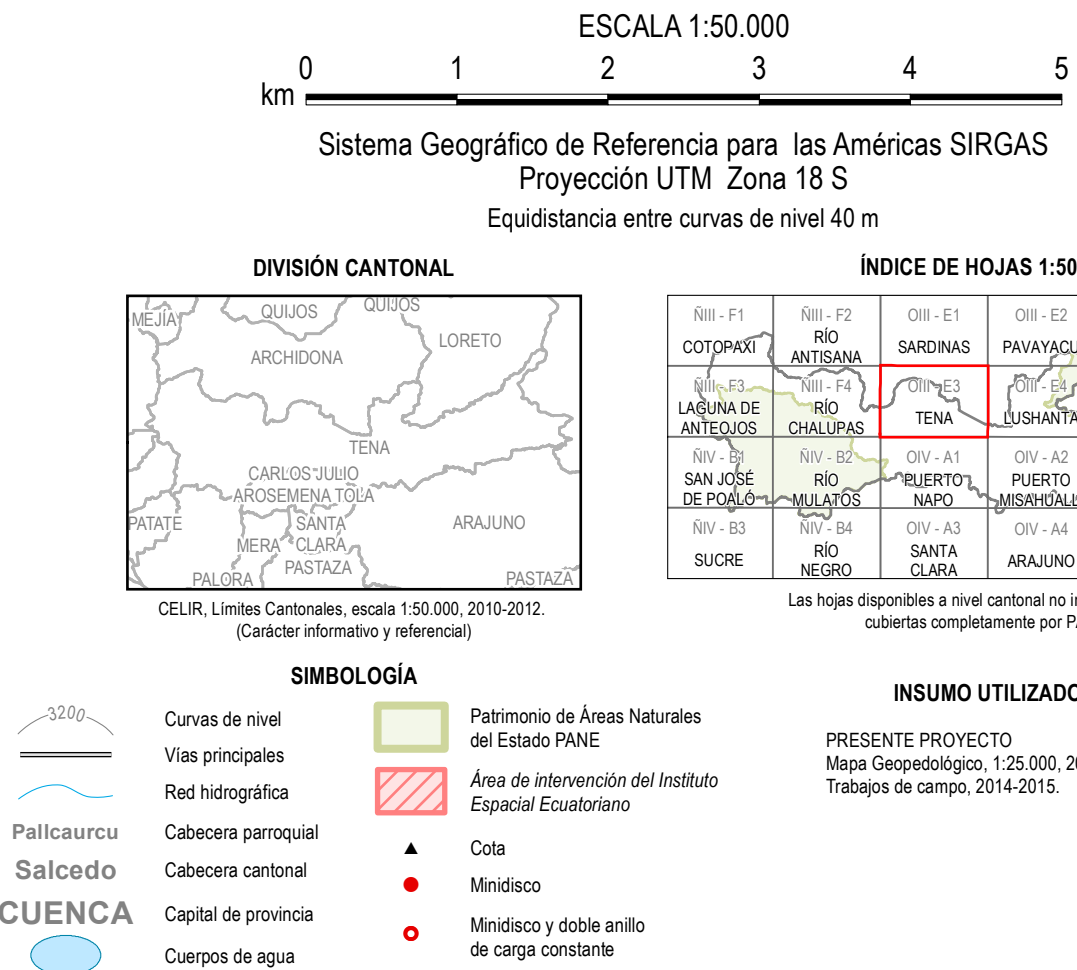 ESCALA 1:50.000
0 1 2 3 4 5
km
Sistema Geográfico de Referencia para las Américas SIRGAS
Proyección UTM Zona 18 S
Equidistancia entre curvas de nivel 40 m
DIVISIÓN CANTONAL
MEJÍA
QUIJOS
QUIJOS
LORETO
ARCHIDONA
TENA
CARLOS JULIO
AROSEMENA TOLA
PATATE
SANTA
CLARA
ARAJUNO
MERA
PASTAZA
PALORA
PASTAZA
CELIR, Límites Cantonales, escala 1:50.000, 2010-2012.
(Carácter informativo y referencial)
ÍNDICE DE HOJAS 1:50
ÑIII - F1 ÑIII - F2 OIII - E1 OIII - E2
COTOPAXI
RÍO
ANTISANA
SARDINAS
PAVAYACU
ÑIII - F3 ÑIII - F4 OIII - E3 OIII - E4
LAGUNA DE
ANTEOJOS
RÍO
CHALUPAS
TENA
LUSHANTA
ÑIV - B1 ÑIV - B2 OIV - A1 OIV - A2
SAN JOSÉ
DE POALÓ
RÍO
MULATOS
PUERTO
NAPO
PUERTO
MISAHUALL
ÑIV - B3 ÑIV - B4 OIV - A3 OIV - A4
SUCRE
RÍO
NEGRO
SANTA
CLARA
ARAJUNO
Las hojas disponibles a nivel cantonal no in
cubiertas completamente por PA
SIMBOLOGÍA
3200
Curvas de nivel
Vías principales
Red hidrográfica
Pallcaurcu Cabecera parroquial
Salcedo Cabecera cantonal
CUENCA Capital de provincia
Cuerpos de agua
Patrimonio de Áreas Naturales
del Estado PANE
Área de intervención del Instituto
Espacial Ecuatoriano
Cota
Minidisco
Minidisco y doble anillo
de carga constante
INSUMO UTILIZADO
PRESENTE PROYECTO
Mapa Geopedológico, 1:25.000, 20
Trabajos de campo, 2014-2015.